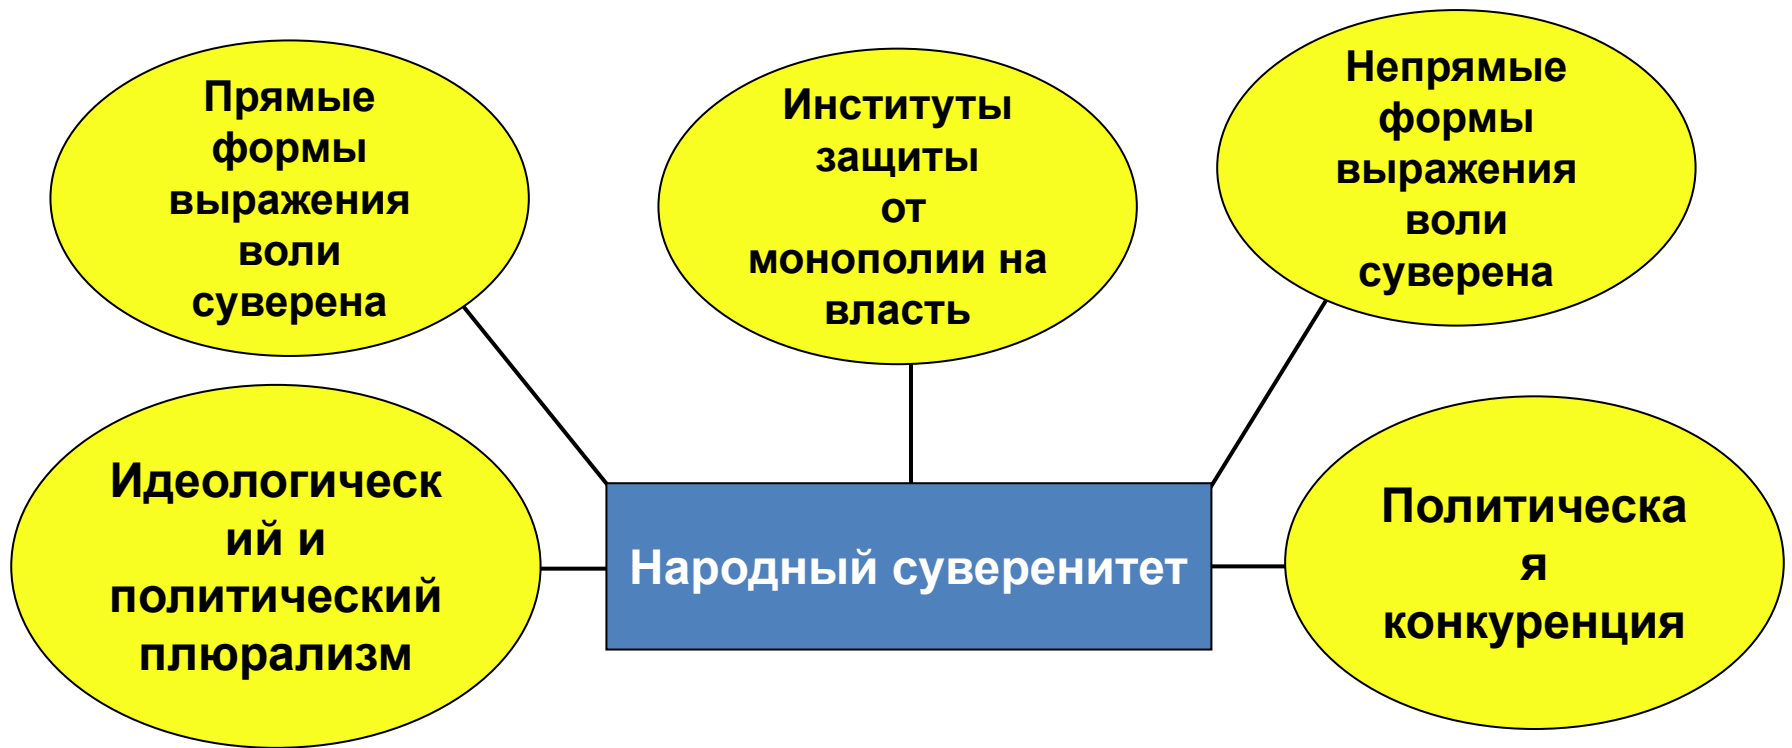 Прямые
формы
выражения
воли
суверена
Институты
защиты
от
монополии на
власть
Непрямые
формы
выражения
воли
суверена
Идеологическ
ий и
политический
плюрализм
Народный суверенитет
Политическа
я
конкуренция